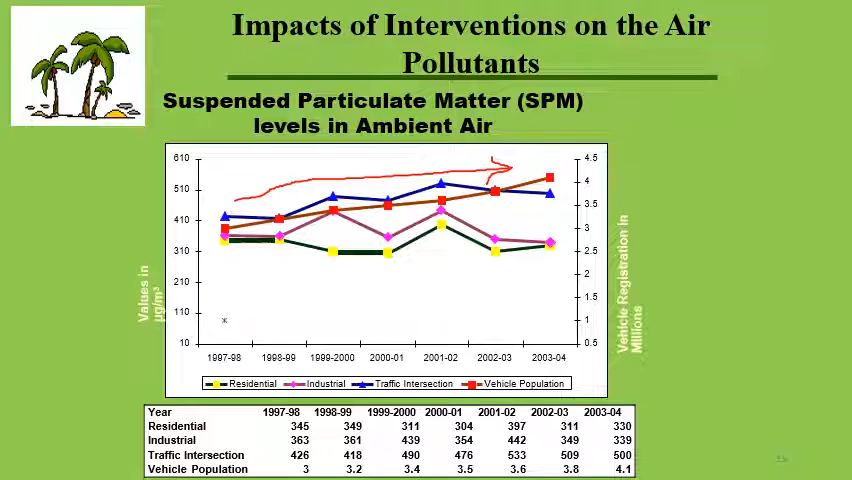 Impacts of Interventions on the Air
Pollutants
Suspended Particulate Matter (SPM)
levels in Ambient Air
610
510
410
310
210
110
10
4.5
4
3.5
3
2.5
2
1.5
1
0.5
Values in
µg/m³
Vehicle Registration in
Millions
1997-98 1998-99 1999-2000 2000-01 2001-02 2002-03 2003-04
Residential Industrial Traffic Intersection Vehicle Population
Year 1997-98 1998-99 1999-2000 2000-01 2001-02 2002-03 2003-04
Residential 345 349 311 304 397 311 330
Industrial 363 361 439 354 442 349 339
Traffic Intersection 426 418 490 476 533 509 500
Vehicle Population 3 3.2 3.4 3.5 3.6 3.8 4.1